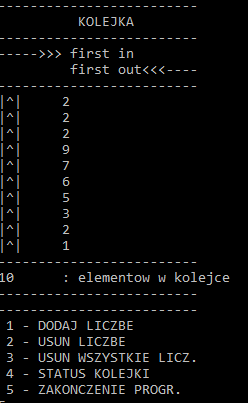 -------------------------
KOLEJKA
-------------------------
----->>> first in
first out<<<----
-------------------------
|^| 2
|^| 2
|^| 2
|^| 9
|^| 7
|^| 6
|^| 5
|^| 3
|^| 2
|^| 1
-------------------------
10 : elementow w kolejce
-------------------------
-------------------------
1 - DODAJ LICZBE
2 - USUN LICZBE
3 - USUN WSZYSTKIE LICZ.
4 - STATUS KOLEJKI
5 - ZAKONCZENIE PROGR.